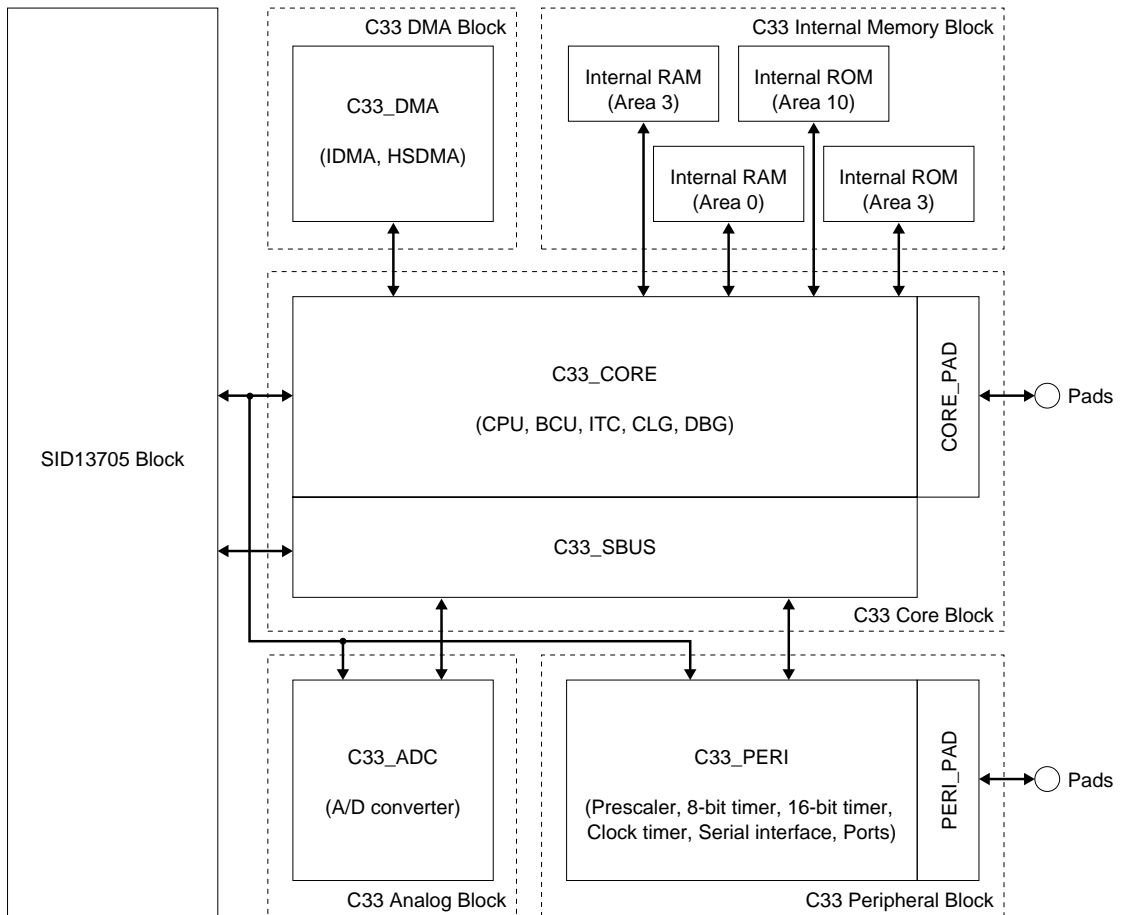 C33 DMA Block
C33_DMA
(IDMA, HSDMA)
C33 Internal Memory Block
Internal RAM
(Area 3)
Internal ROM
(Area 10)
Internal RAM
(Area 0)
Internal ROM
(Area 3)
SID13705 Block
C33_CORE
(CPU, BCU, ITC, CLG, DBG)
CORE_PAD
Pads
C33_SBUS
C33 Core Block
C33_ADC
(A/D converter)
C33 Analog Block
C33_PERI
(Prescaler, 8-bit timer, 16-bit timer,
Clock timer, Serial interface, Ports)
PERI_PAD
Pads
C33 Peripheral Block